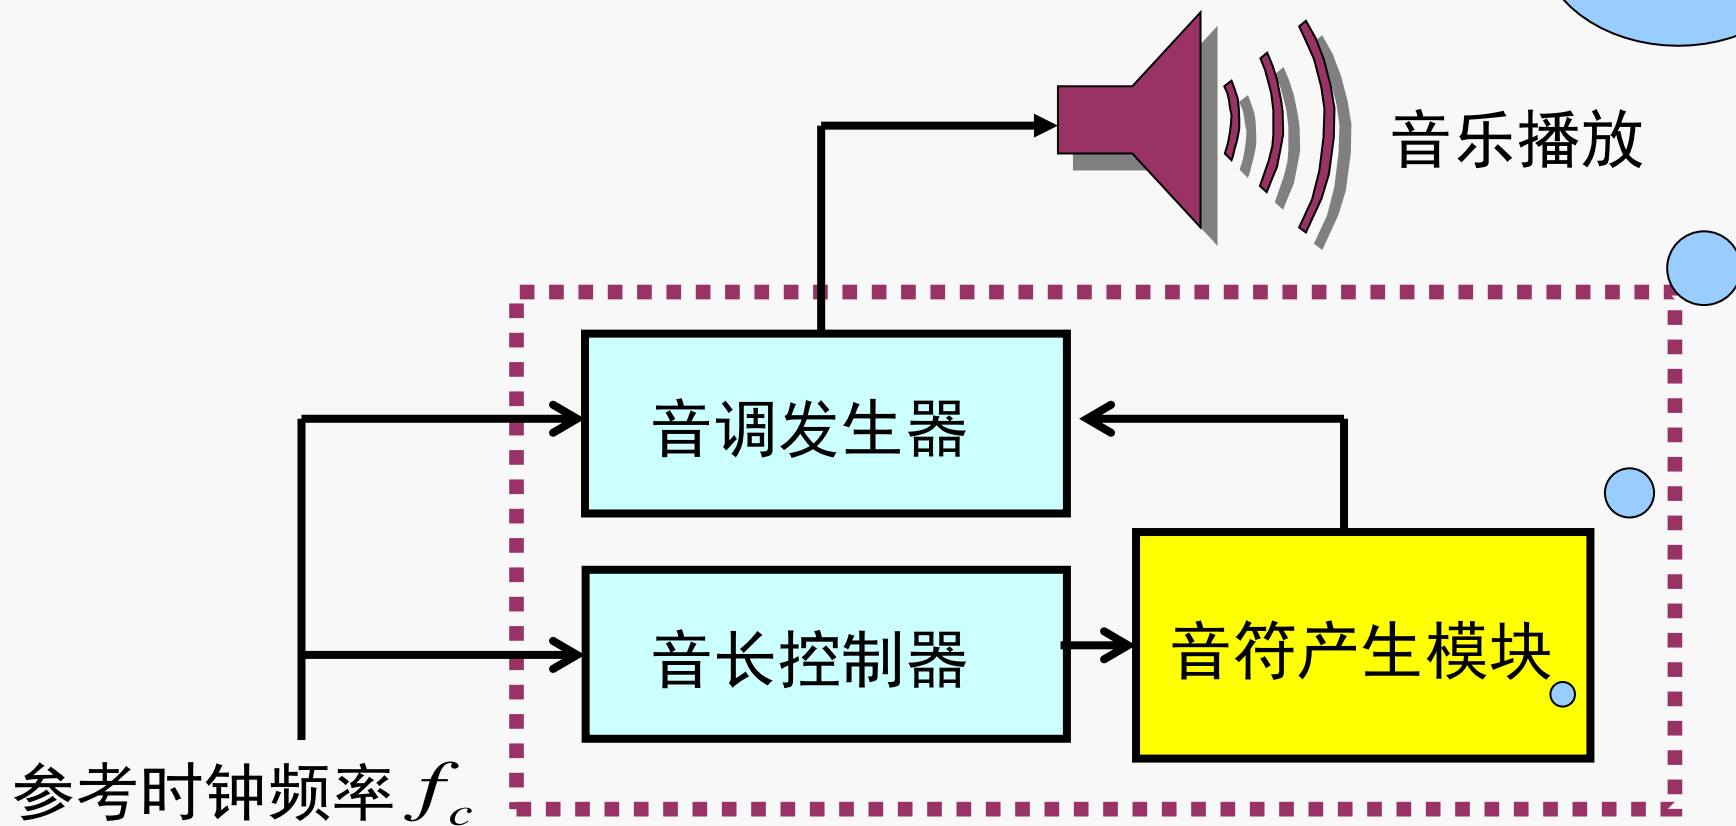 音乐播放
音调发生器
音长控制器
音符产生模块
参考时钟频率 f_c